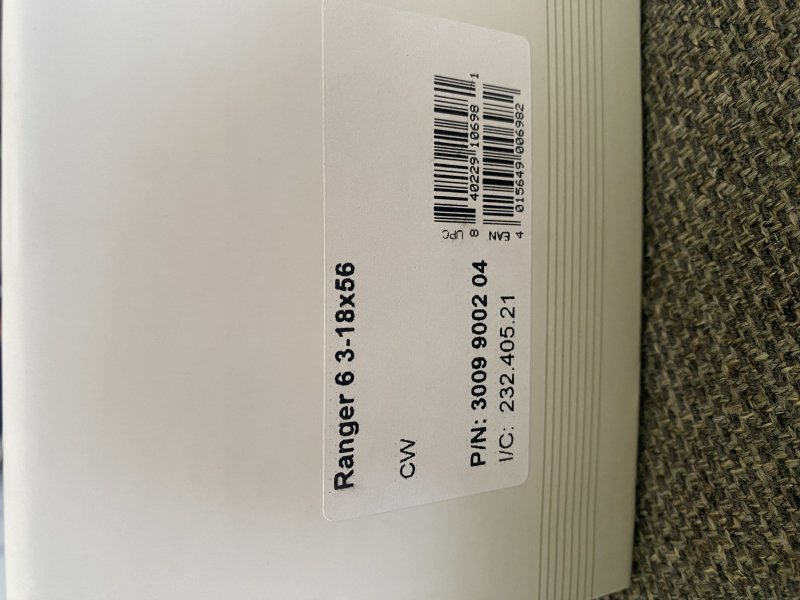 Ranger 6 3-18x56
CW
P/N: 3009 9002 04
I/C: 232.405.21
UPC
8 40229 10698 1
EAN
4 015649 006982